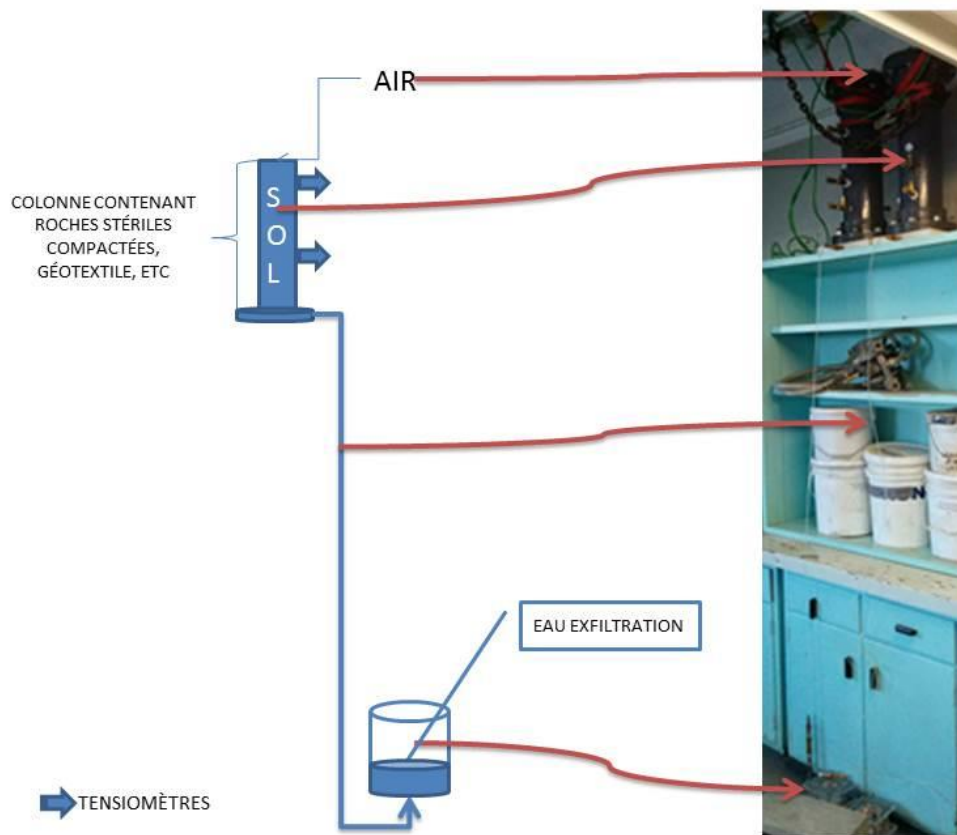 AIR
COLONNE CONTENANT
ROCHES STÉRILES
COMPACTÉES,
GÉOTEXTILE, ETC
S
O
L
EAU EXFILTRATION
TENSIOMÈTRES